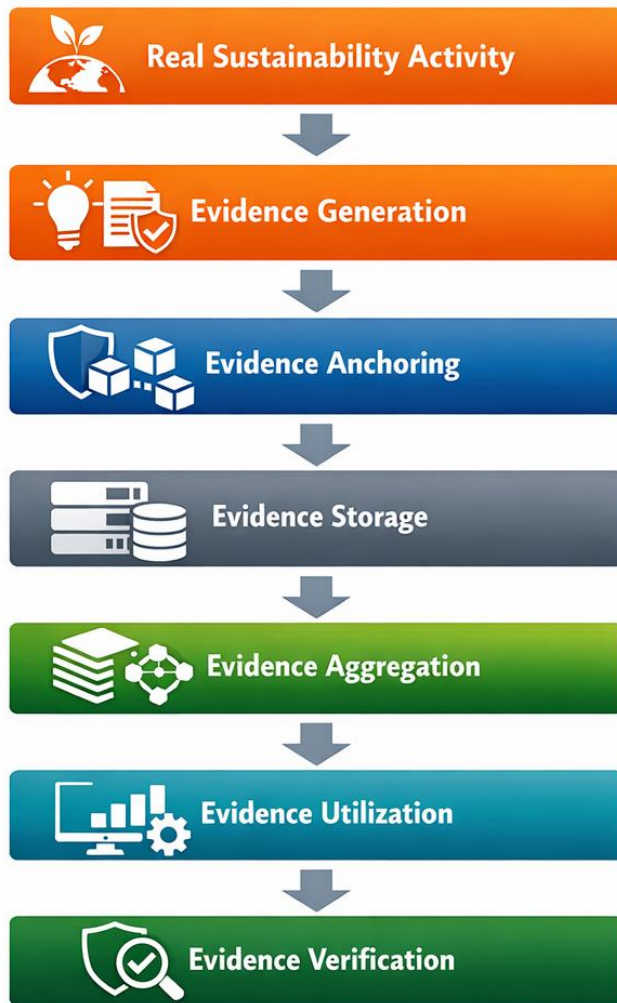 Real Sustainability Activity
Evidence Generation
Evidence Anchoring
Evidence Storage
Evidence Aggregation
Evidence Utilization
Evidence Verification